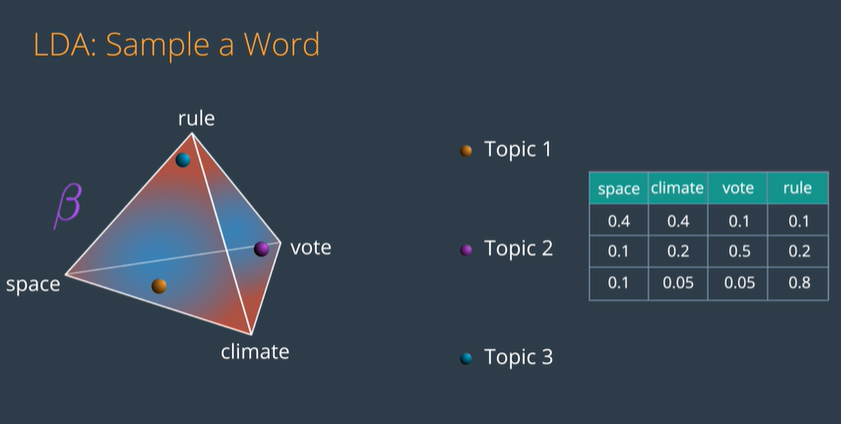 LDA: Sample a Word
rule
β
vote
space
climate
Topic 1
Topic 2
Topic 3
space climate vote rule
0.4 0.4 0.1 0.1
0.1 0.2 0.5 0.2
0.1 0.05 0.05 0.8